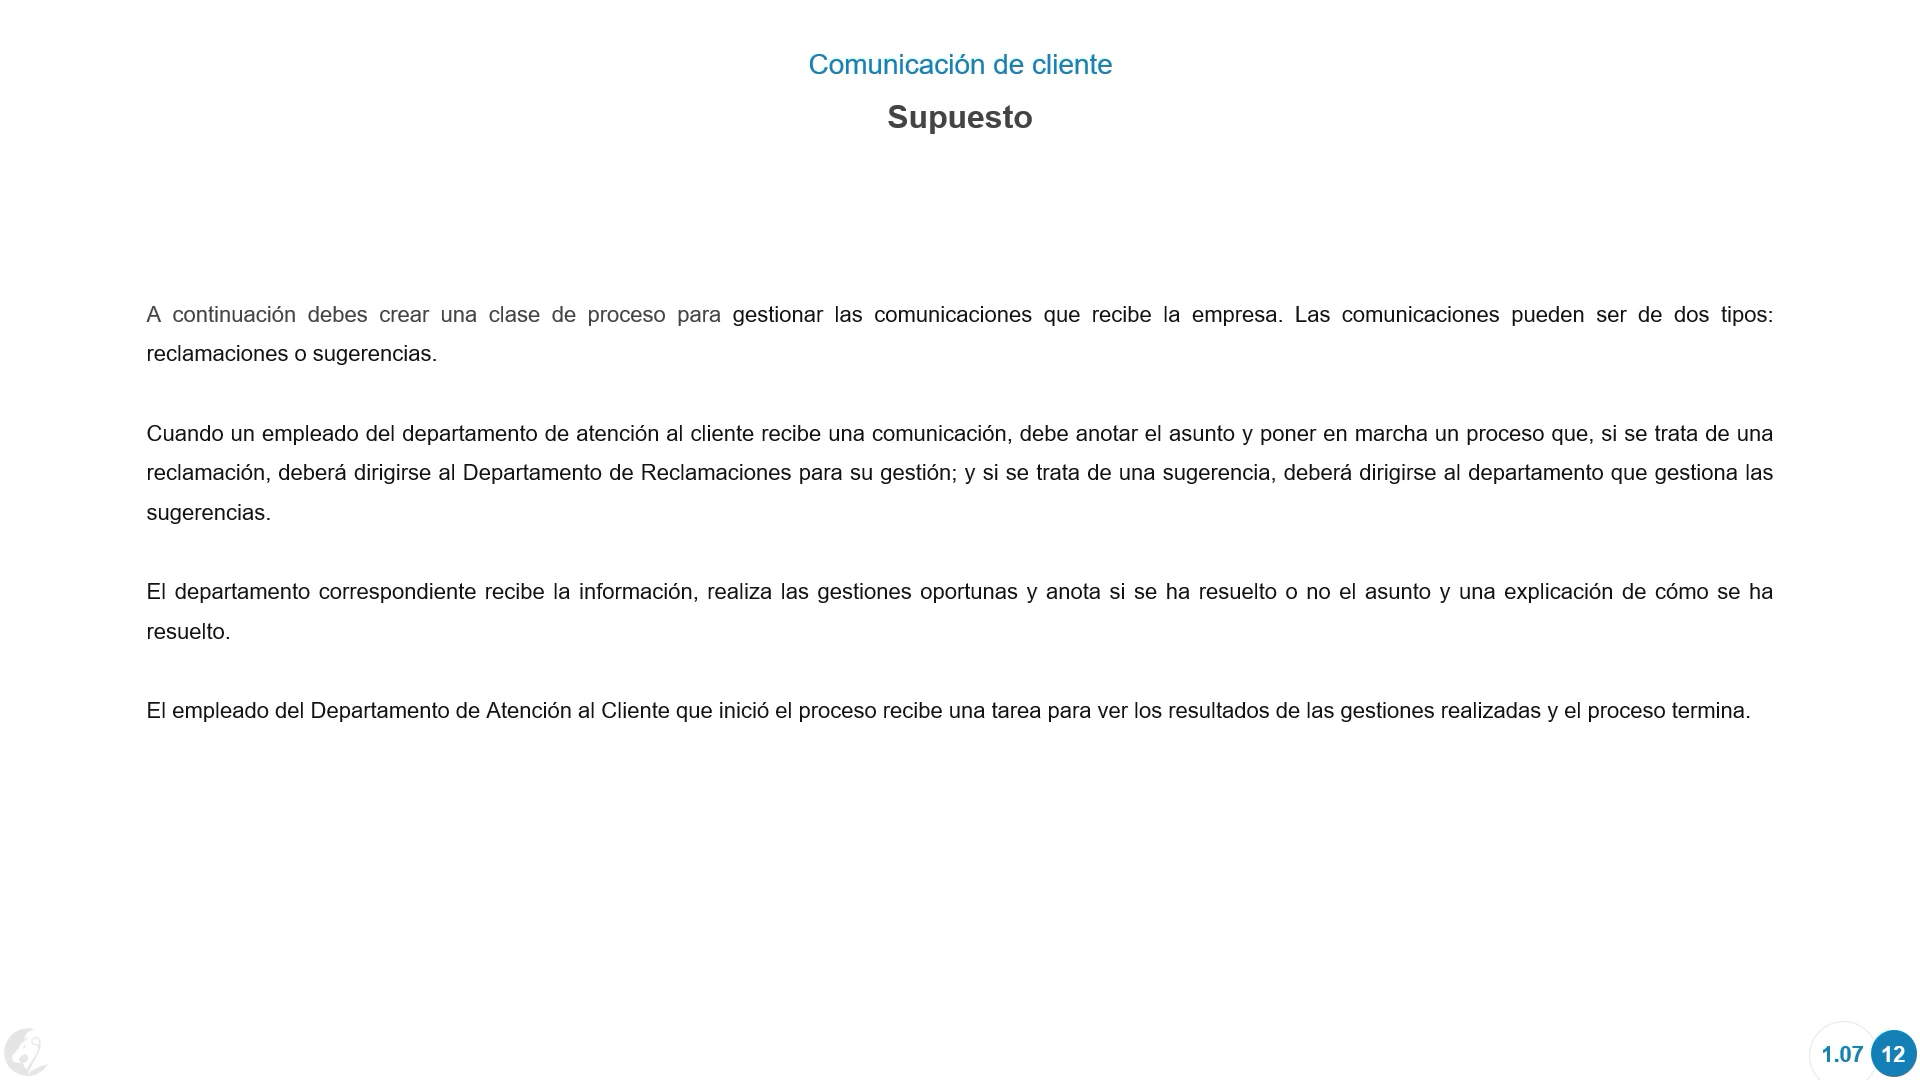 Comunicación de cliente
Supuesto
A continuación debes crear una clase de proceso para gestionar las comunicaciones que recibe la empresa. Las comunicaciones pueden ser de dos tipos:
reclamaciones o sugerencias.
Cuando un empleado del departamento de atención al cliente recibe una comunicación, debe anotar el asunto y poner en marcha un proceso que, si se trata de una
reclamación, deberá dirigirse al Departamento de Reclamaciones para su gestión; y si se trata de una sugerencia, deberá dirigirse al departamento que gestiona las
sugerencias.
El departamento correspondiente recibe la información, realiza las gestiones oportunas y anota si se ha resuelto o no el asunto y una explicación de cómo se ha
resuelto.
El empleado del Departamento de Atención al Cliente que inició el proceso recibe una tarea para ver los resultados de las gestiones realizadas y el proceso termina.
1.07 12